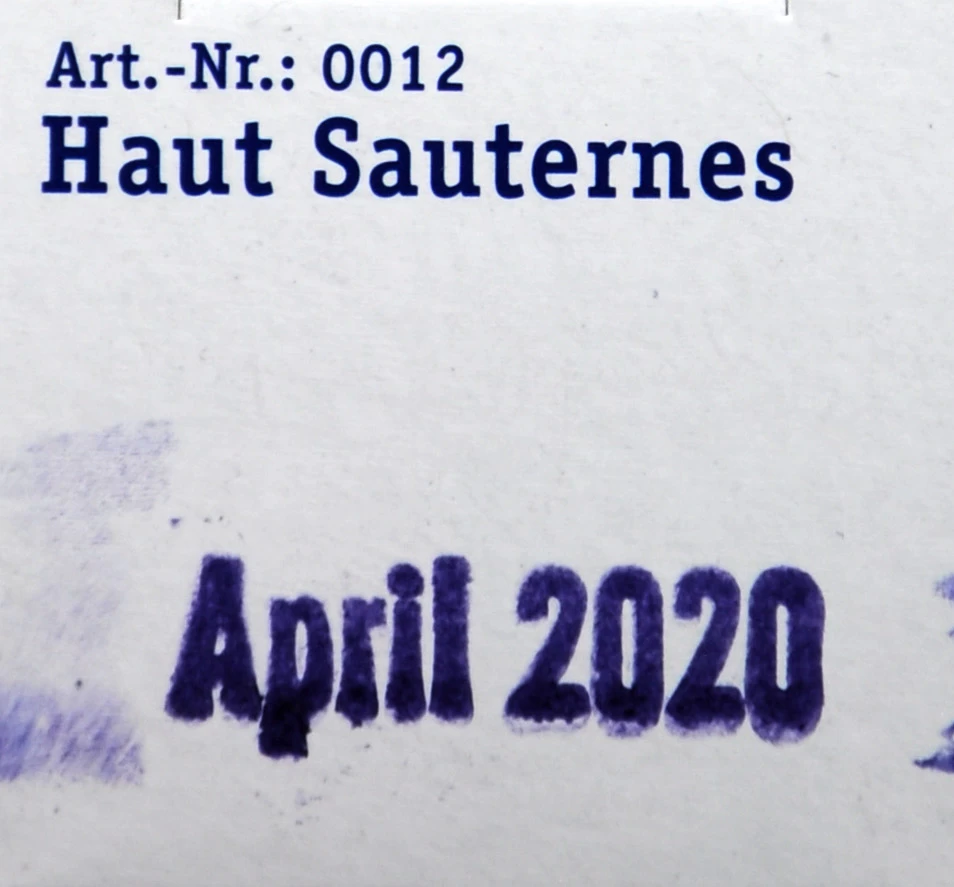 Art.-Nr.: 0012
Haut Sauternes
April 2020